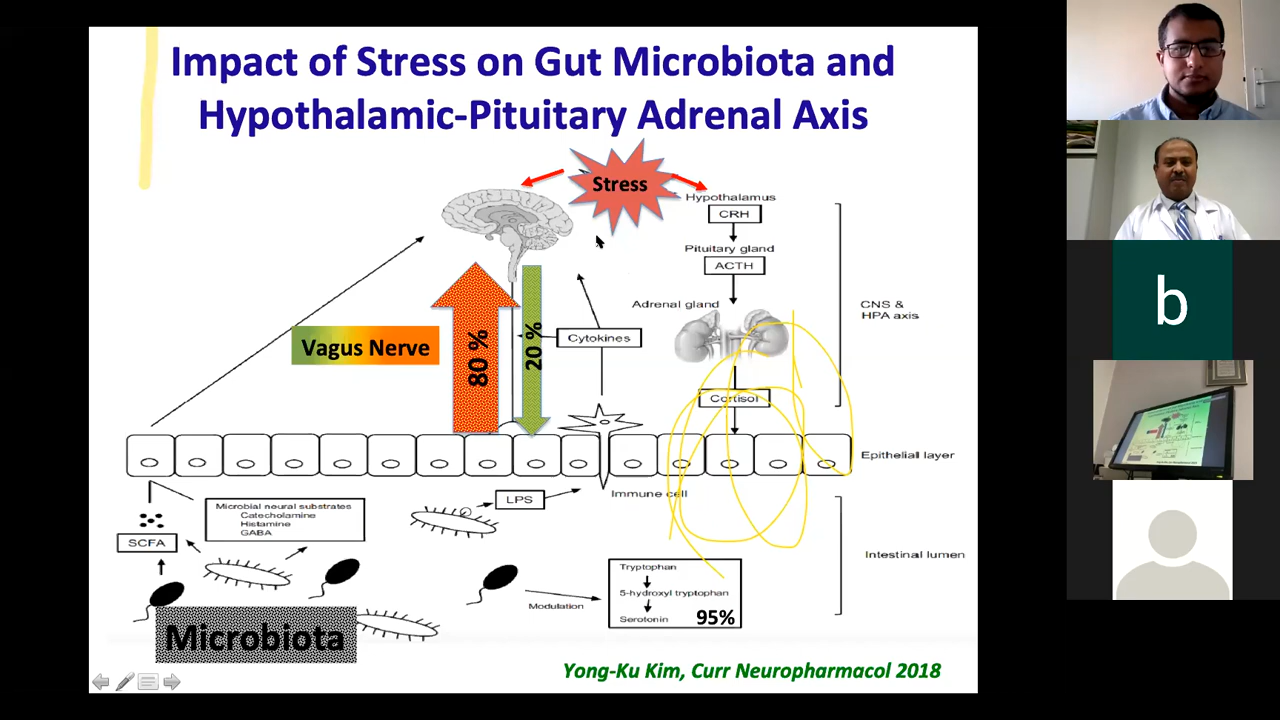 Impact of Stress on Gut Microbiota and
Hypothalamic-Pituitary Adrenal Axis
Stress
Hypothalamus
CRH
Pituitary gland
ACTH
Adrenal gland
CNS &
HPA axis
Vagus Nerve
80 %
20 %
Cytokines
Cortisol
Epithelial layer
Immune cell
LPS
Microbial neural substrates
Catecholamine
Histamine
GABA
SCFA
Intestinal lumen
Tryptophan
5-hydroxyl tryptophan
Serotonin
95%
Modulation
Microbiota
Yong-Ku Kim, Curr Neuropharmacol 2018
b